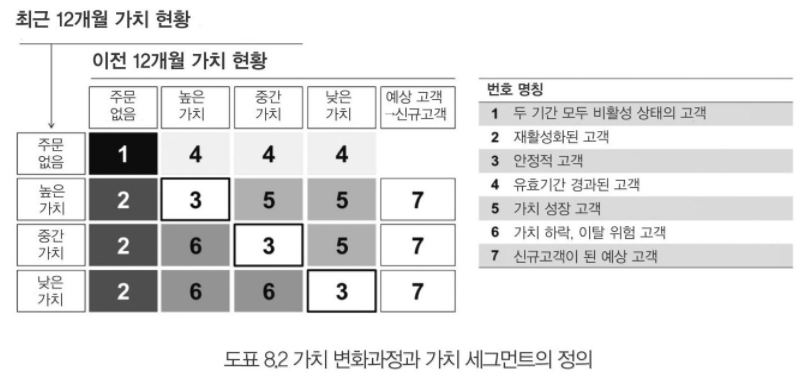 최근 12개월 가치 현황
이전 12개월 가치 현황
주문 없음
높은 가치
중간 가치
낮은 가치
예상 고객 →신규고객
주문 없음
1
4
4
4
높은 가치
2
3
5
5
7
중간 가치
2
6
3
5
7
낮은 가치
2
6
6
3
7
번호 명칭
1 두 기간 모두 비활성 상태의 고객
2 재활성화된 고객
3 안정적 고객
4 유효기간 경과된 고객
5 가치 성장 고객
6 가치 하락, 이탈 위험 고객
7 신규고객이 된 예상 고객
도표 8.2 가치 변화과정과 가치 세그먼트의 정의